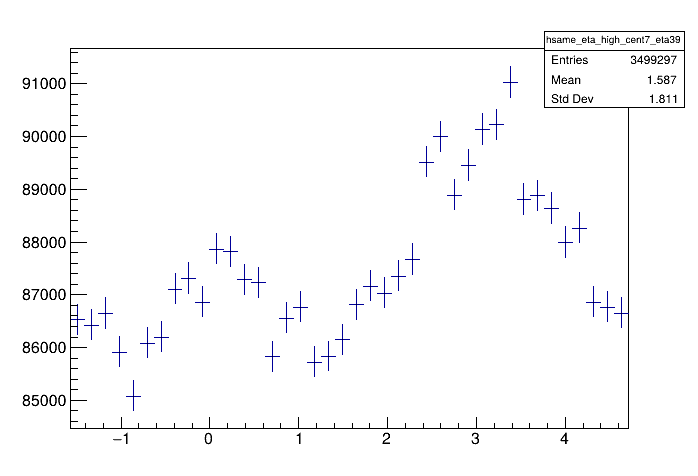 hsame_eta_high_cent7_eta39
Entries 3499297
Mean 1.587
Std Dev 1.811
91000
90000
89000
88000
87000
86000
85000
−1 0 1 2 3 4